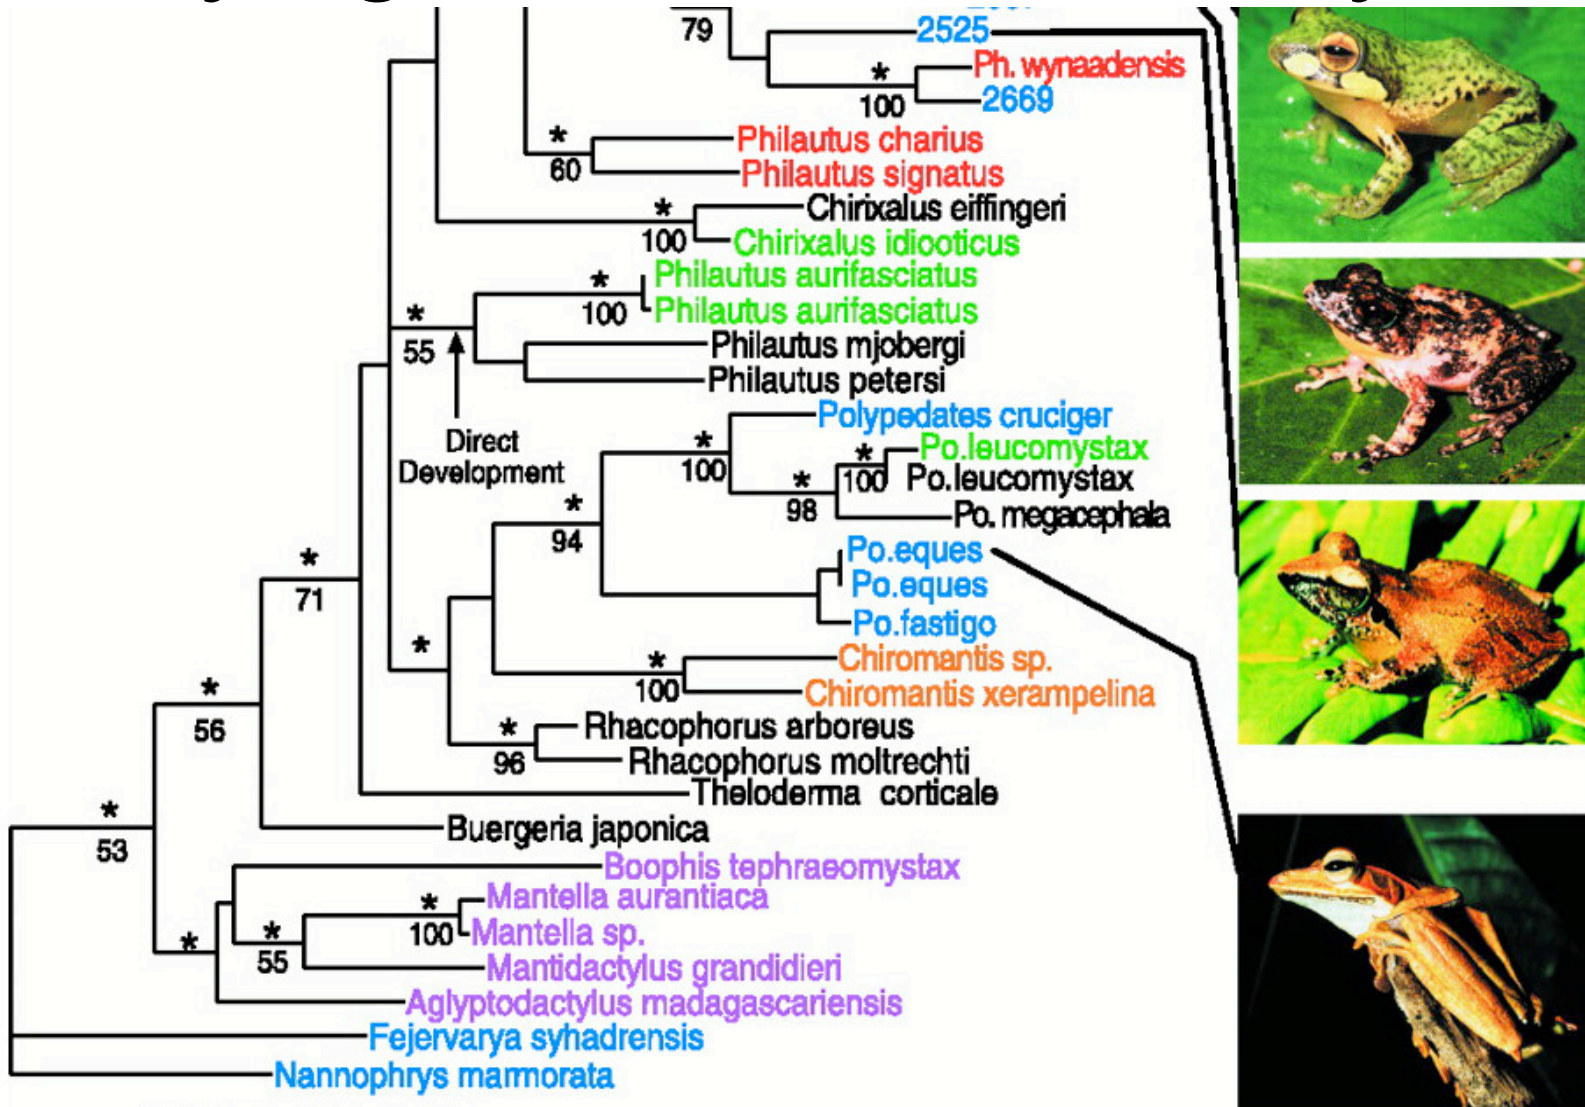 79
2525
*
Ph. wynaadensis
100
2669
*
Philautus charius
60
Philautus signatus
*
Chirixalus eiffingeri
100
Chirixalus idiooticus
*
Philautus aurifasciatus
100
Philautus aurifasciatus
*
55
Philautus mjobergi
Philautus petersi
Direct
Development
Polypedates cruciger
*
100
*
Po.leucomystax
100
Po.leucomystax
*
98
Po. megacephala
*
94
Po.eques
Po.eques
Po.fastigo
*
71
*
*
Chiromantis sp.
100
Chiromantis xerampelina
*
56
*
Rhacophorus arboreus
96
Rhacophorus moltrechti
Theloderma corticale
*
53
Buergeria japonica
Boophis tephraeomystax
*
Mantella aurantiaca
100
Mantella sp.
*
*
55
Mantidactylus grandidieri
Aglyptodactylus madagascariensis
Fejervarya syhadrensis
Nannophrys marmorata